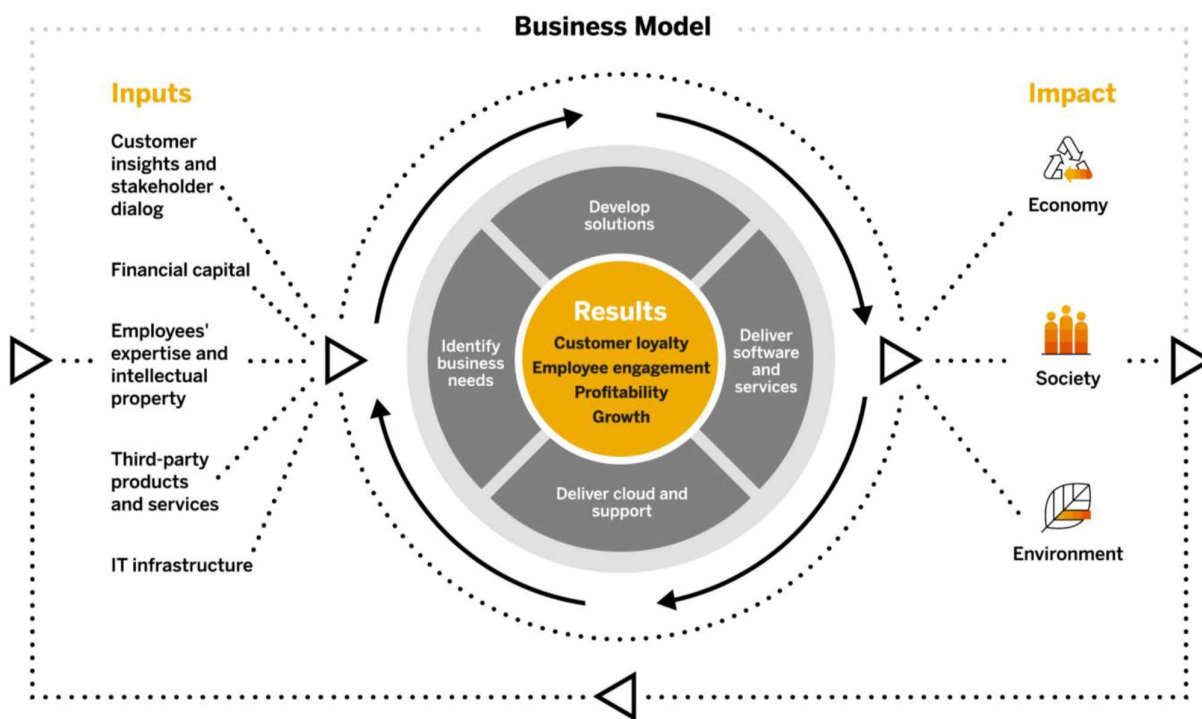 Business Model
Inputs
Customer
insights and
stakeholder
dialog
Financial capital
Employees'
expertise and
intellectual
property
Third-party
products
and services
IT infrastructure
Develop
solutions
Identify
business
needs
Results
Customer loyalty
Employee engagement
Profitability
Growth
Deliver
software
and
services
Deliver cloud and
support
Impact
Economy
Society
Environment